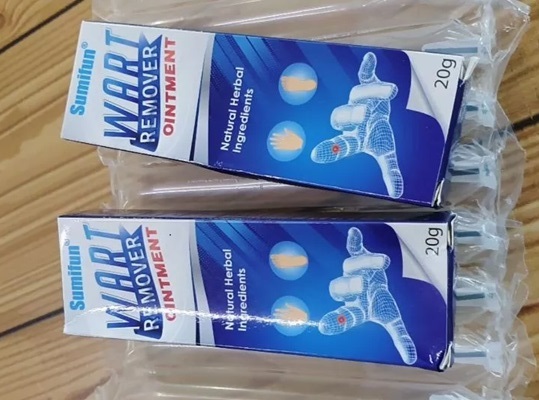 Sumifun®
WART
REMOVER
OINTMENT
Natural Herbal
Ingredients
20g
Sumifun®
WART
REMOVER
OINTMENT
Natural Herbal
Ingredients
20g